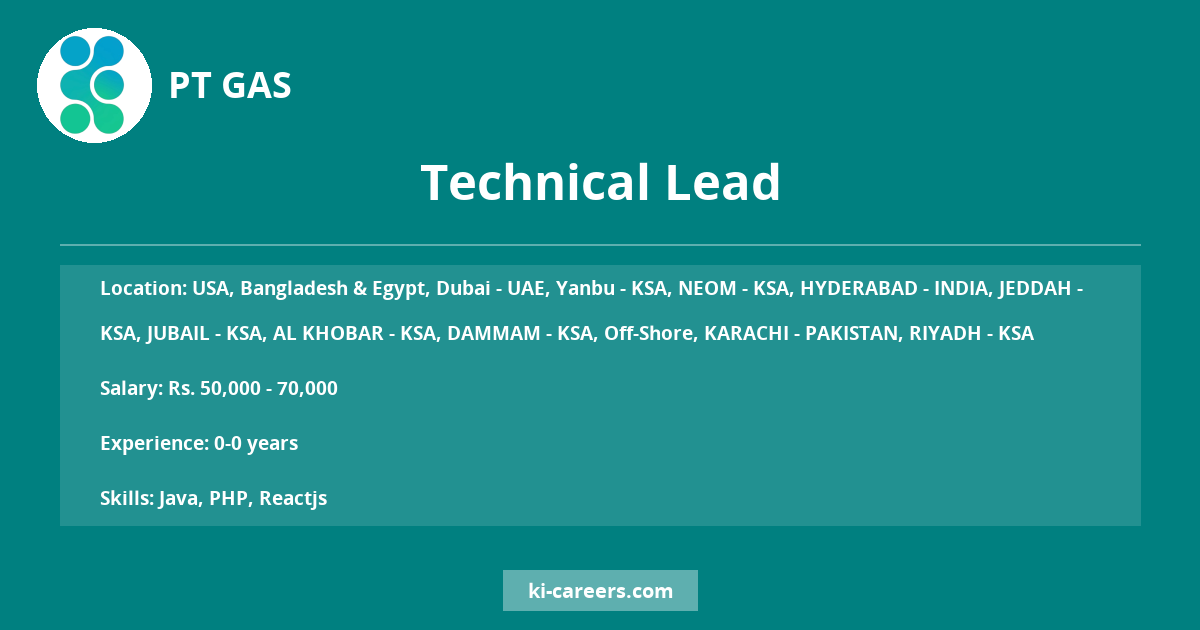 PT GAS
Technical Lead
Location: USA, Bangladesh & Egypt, Dubai - UAE, Yanbu - KSA, NEOM - KSA, HYDERABAD - INDIA, JEDDAH -
KSA, JUBAIL - KSA, AL KHOBAR - KSA, DAMMAM - KSA, Off-Shore, KARACHI - PAKISTAN, RIYADH - KSA
Salary: Rs. 50,000 - 70,000
Experience: 0-0 years
Skills: Java, PHP, Reactjs
ki-careers.com